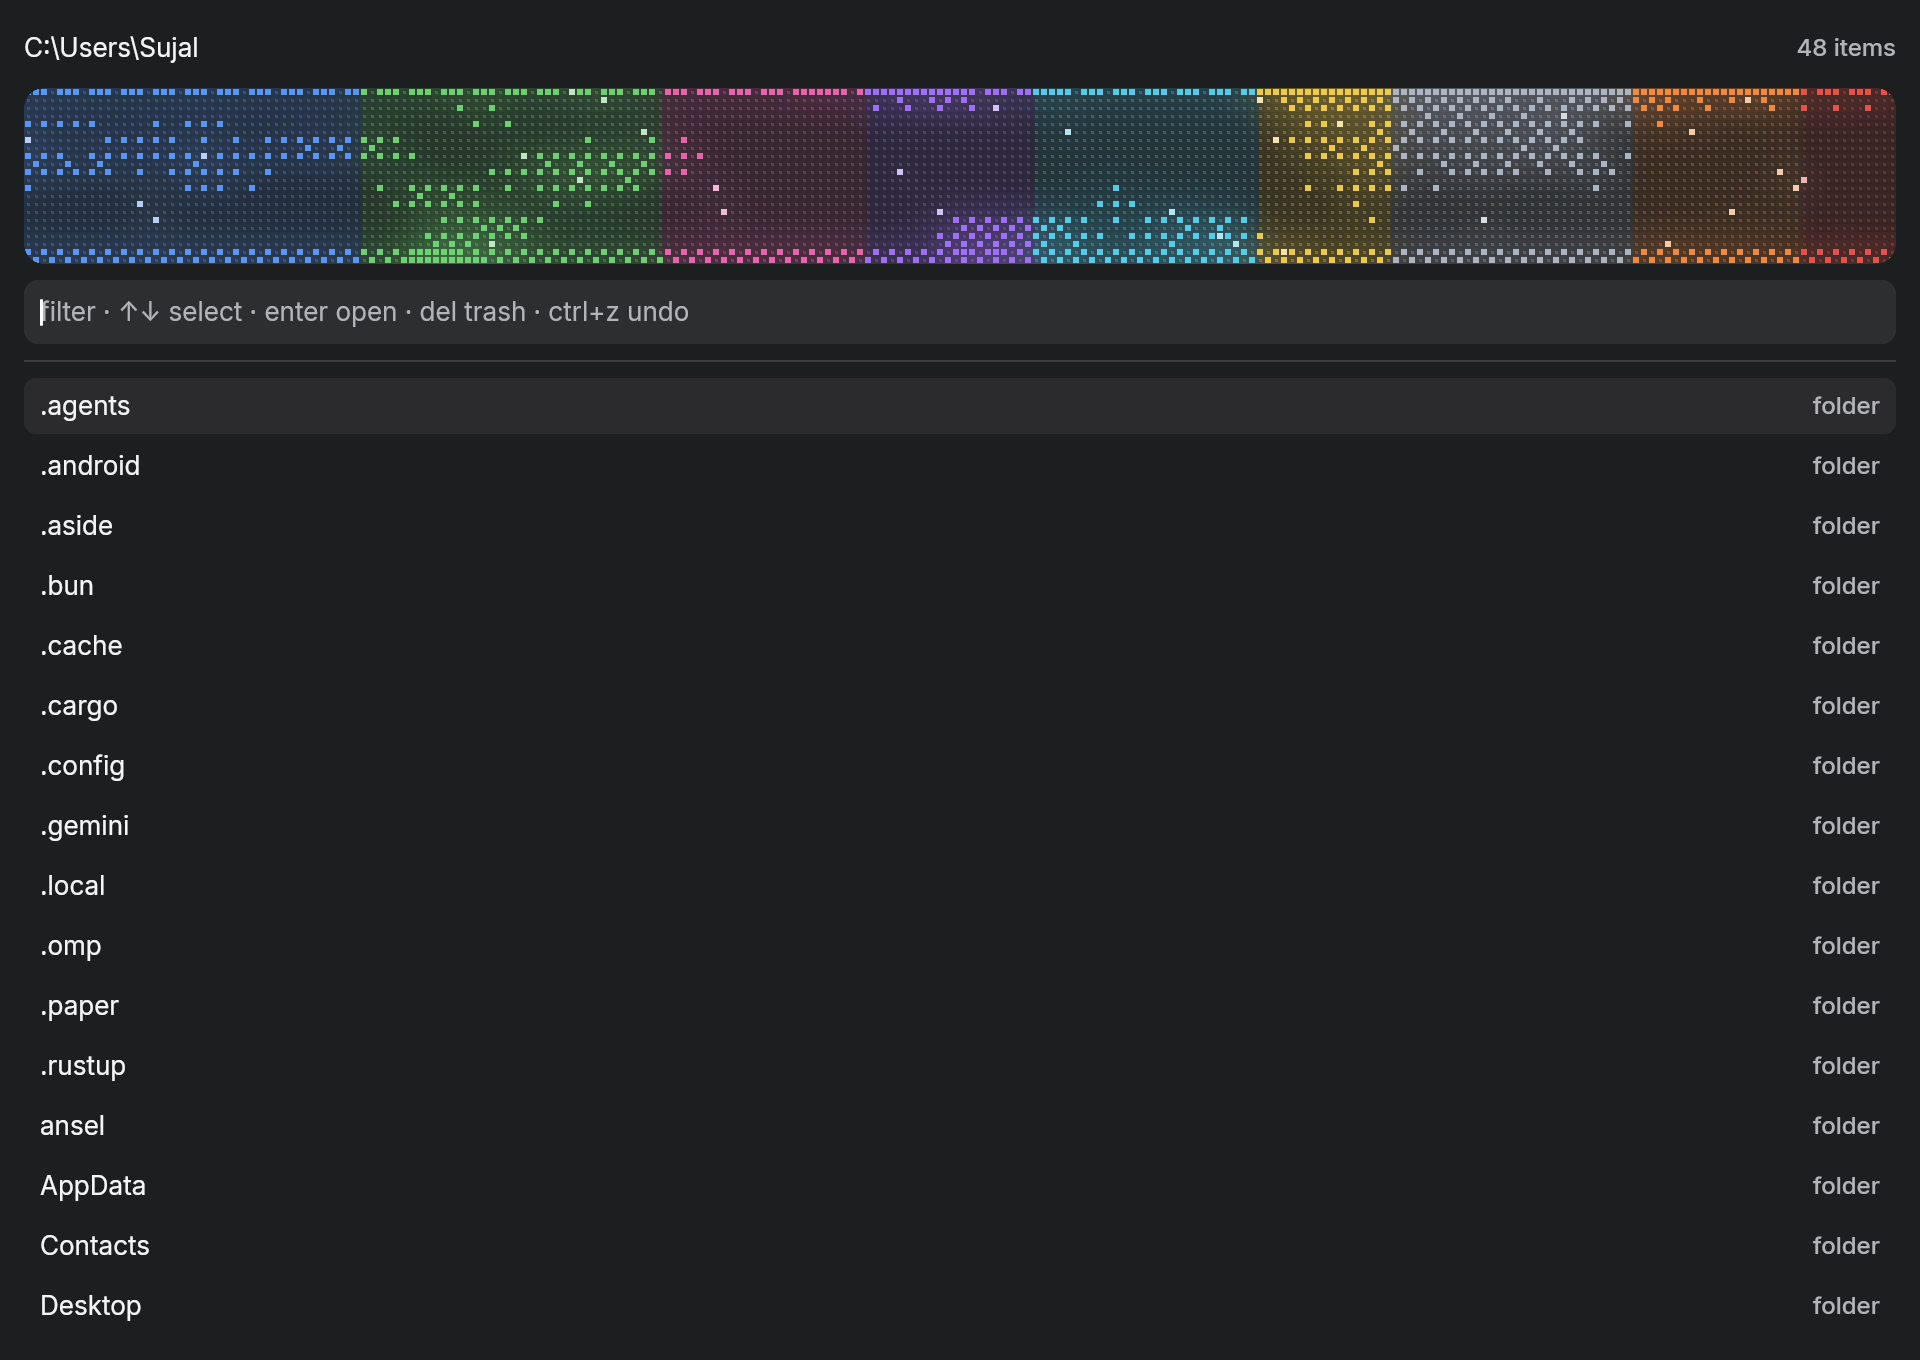 C:\Users\Sujal 48 items
filter · ↑↓ select · enter open · del trash · ctrl+z undo
.agents folder
.android folder
.aside folder
.bun folder
.cache folder
.cargo folder
.config folder
.gemini folder
.local folder
.omp folder
.paper folder
.rustup folder
ansel folder
AppData folder
Contacts folder
Desktop folder